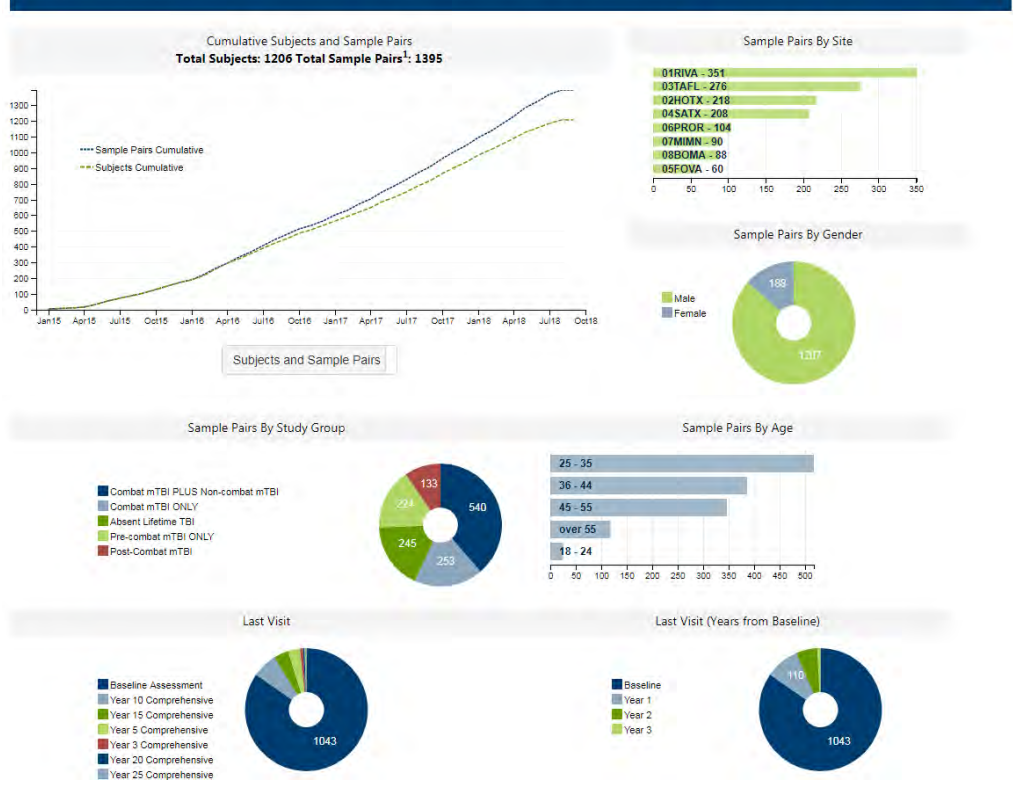 Cumulative Subjects and Sample Pairs
Total Subjects: 1206 Total Sample Pairs1: 1395
1300
1200
1100
1000
900
800
700
600
500
400
300
200
100
0
Sample Pairs Cumulative
Subjects Cumulative
Jan15 Apr15 Jul15 Oct15 Jan16 Apr16 Jul16 Oct16 Jan17 Apr17 Jul17 Oct17 Jan18 Apr18 Jul18 Oct18
Subjects and Sample Pairs
Sample Pairs By Site
01RIVA - 351
03TAFL - 276
02HOTX - 218
04SATX - 208
06PROR - 104
07MIMN - 90
08BOMA - 88
05FOVA - 60
0 50 100 150 200 250 300 350
Sample Pairs By Gender
Male
Female
188
1207
Sample Pairs By Study Group
Combat mTBI PLUS Non-combat mTBI
Combat mTBI ONLY
Absent Lifetime TBI
Pre-combat mTBI ONLY
Post-Combat mTBI
133
224
540
245
253
Sample Pairs By Age
25 - 35
36 - 44
45 - 55
over 55
18 - 24
0 50 100 150 200 250 300 350 400 450 500
Last Visit
Baseline Assessment
Year 10 Comprehensive
Year 15 Comprehensive
Year 5 Comprehensive
Year 3 Comprehensive
Year 20 Comprehensive
Year 25 Comprehensive
1043
Last Visit (Years from Baseline)
Baseline
Year 1
Year 2
Year 3
110
1043